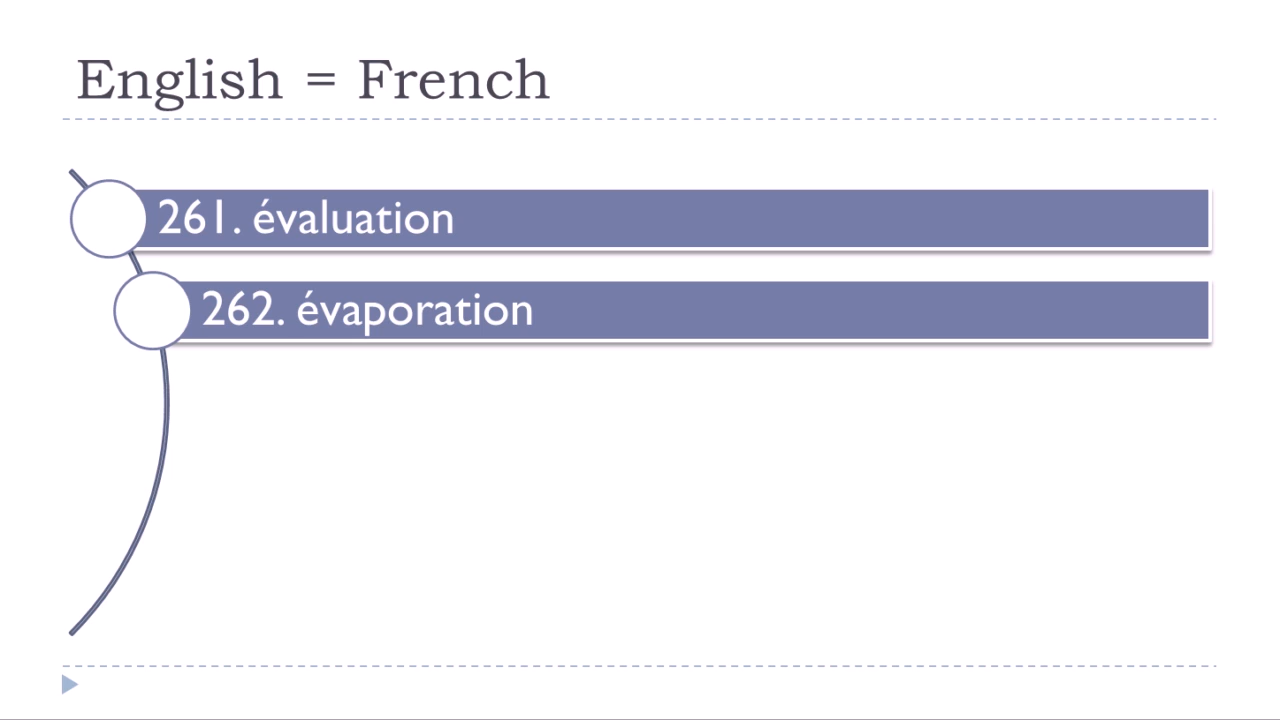 English = French
261. évaluation
262. évaporation